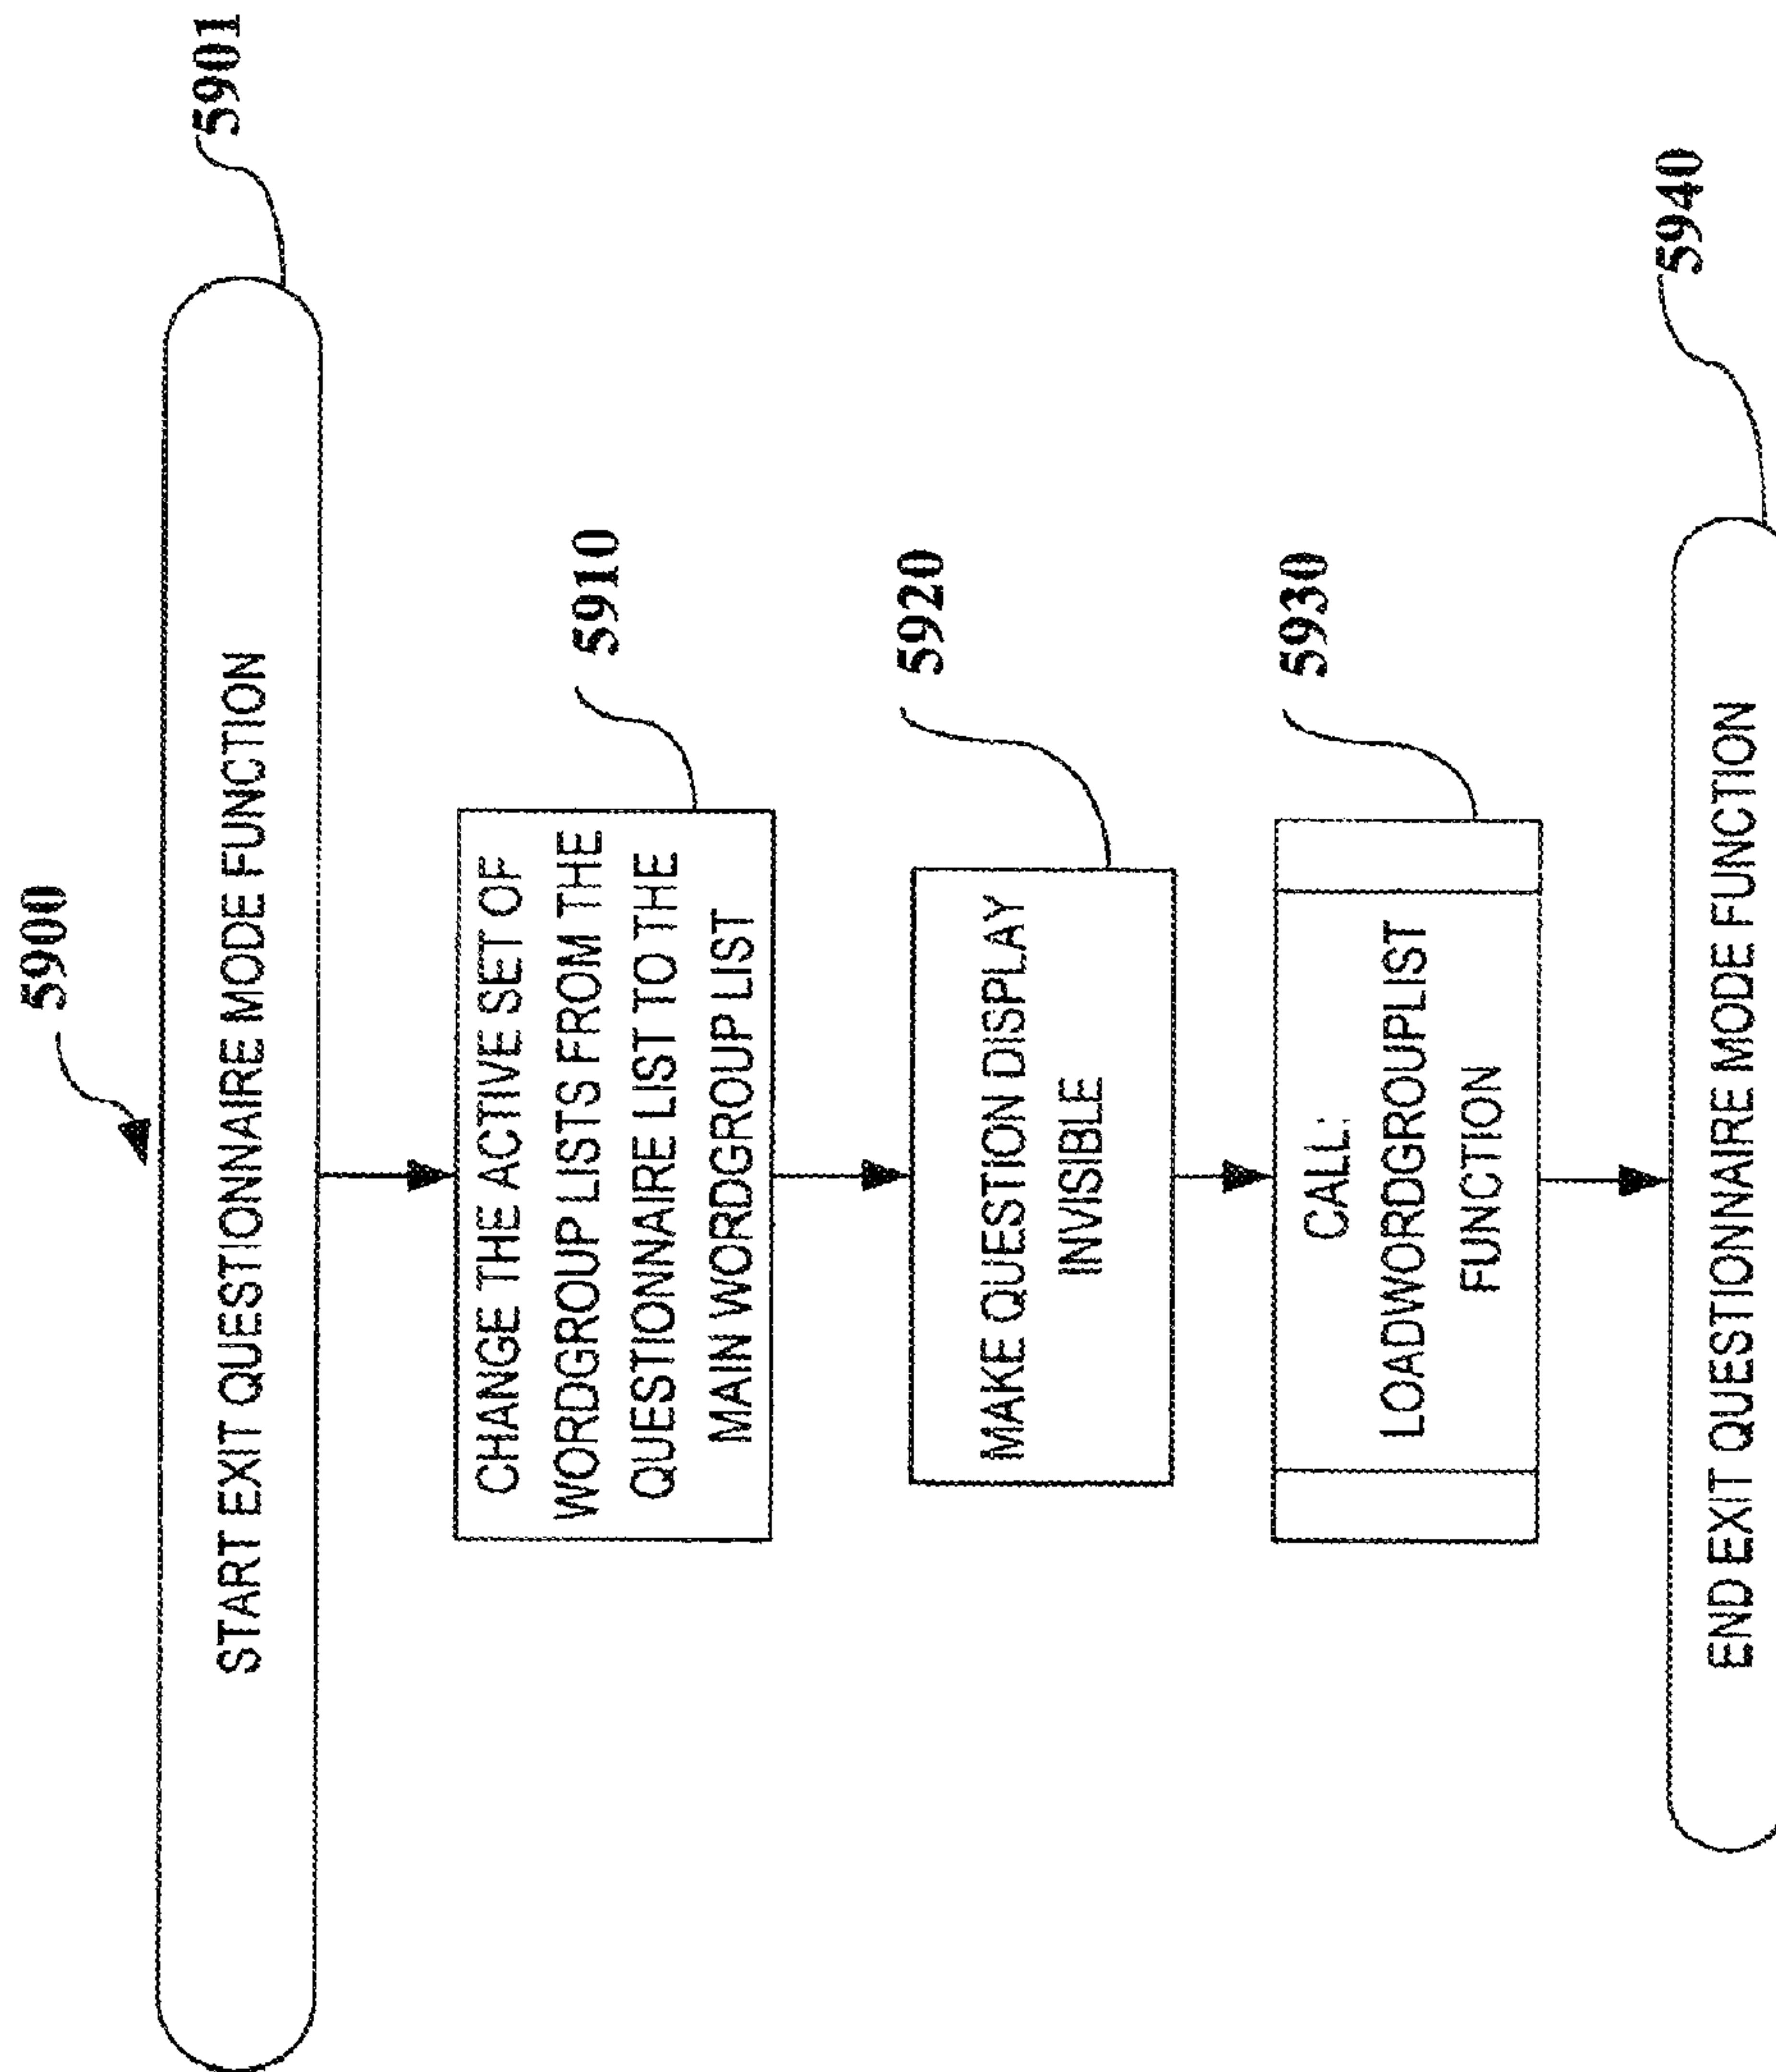 5900
START EXIT QUESTIONNAIRE MODE FUNCTION
5901
CHANGE THE ACTIVE SET OF
WORDGROUP LISTS FROM THE
QUESTIONNAIRE LIST TO THE
MAIN WORDGROUP LIST
5910
MAKE QUESTION DISPLAY
INVISIBLE
5920
CALL:
LOADWORDGROUPLIST
FUNCTION
5930
END EXIT QUESTIONNAIRE MODE FUNCTION
5940